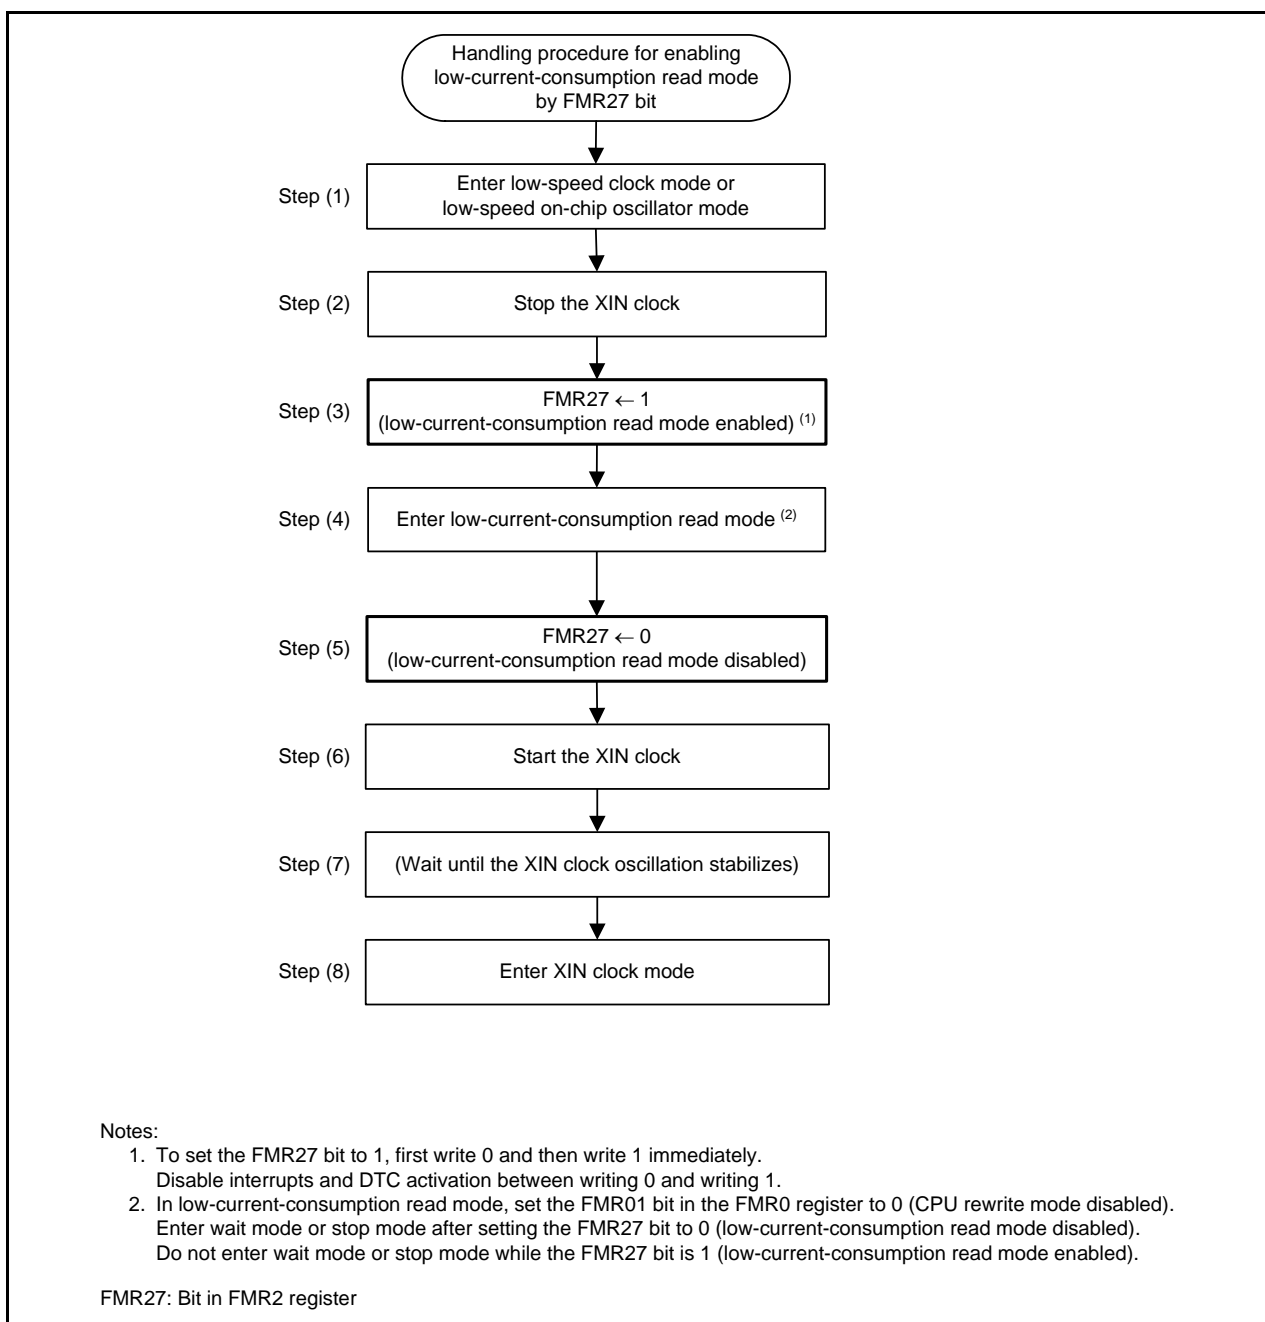 Handling procedure for enabling
low-current-consumption read mode
by FMR27 bit
Step (1)
Enter low-speed clock mode or
low-speed on-chip oscillator mode
Step (2)
Stop the XIN clock
Step (3)
FMR27 ← 1
(low-current-consumption read mode enabled) (1)
Step (4)
Enter low-current-consumption read mode (2)
Step (5)
FMR27 ← 0
(low-current-consumption read mode disabled)
Step (6)
Start the XIN clock
Step (7)
(Wait until the XIN clock oscillation stabilizes)
Step (8)
Enter XIN clock mode
Notes:
1. To set the FMR27 bit to 1, first write 0 and then write 1 immediately.
Disable interrupts and DTC activation between writing 0 and writing 1.
2. In low-current-consumption read mode, set the FMR01 bit in the FMR0 register to 0 (CPU rewrite mode disabled).
Enter wait mode or stop mode after setting the FMR27 bit to 0 (low-current-consumption read mode disabled).
Do not enter wait mode or stop mode while the FMR27 bit is 1 (low-current-consumption read mode enabled).
FMR27: Bit in FMR2 register